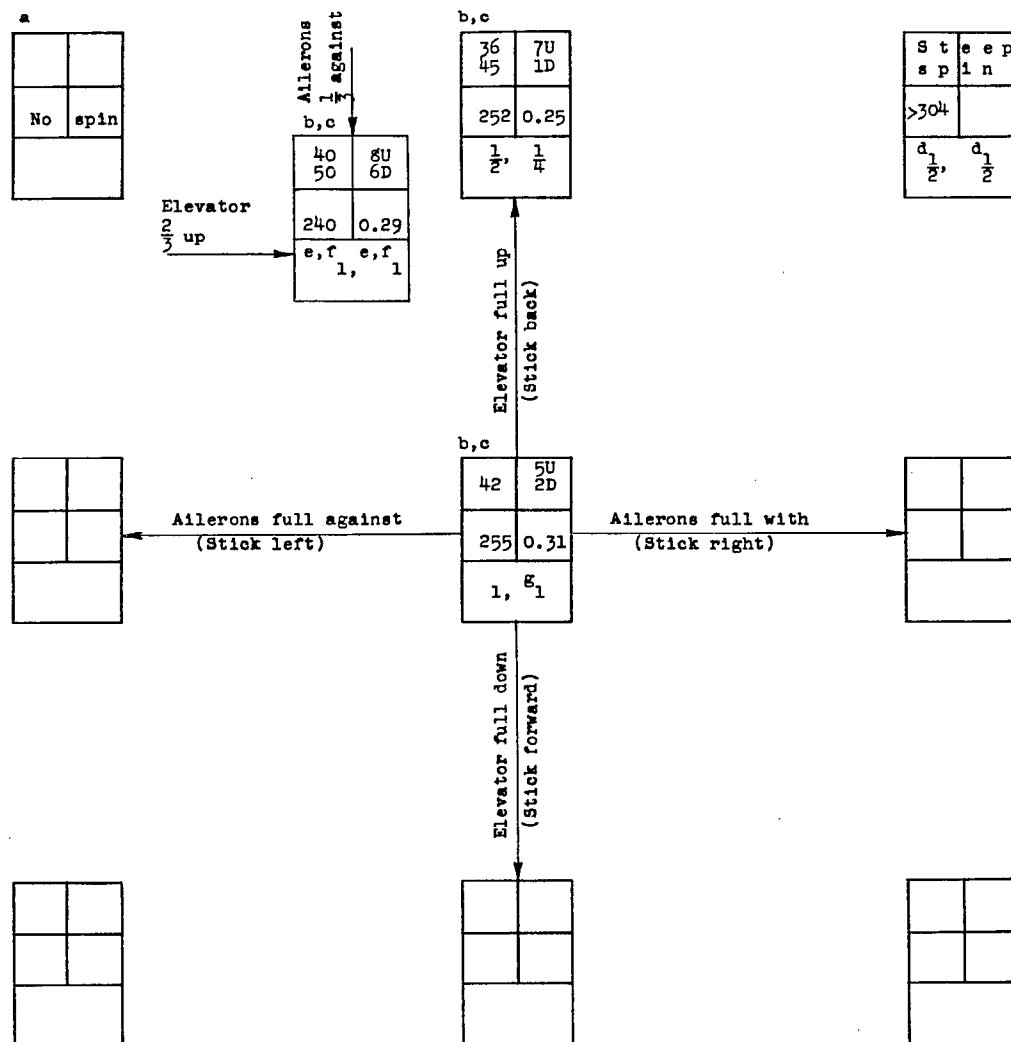 a
No spin
Ailerons
1/3 against
b,c
40 8U
50 6D
240 0.29
e,f 1, e,f 1
Elevator
2/3 up
b,c
36 7U
45 1D
252 0.25
1/2, 1/4
Steep
spin
>304
d 1/2, d 1/2
Elevator full up
(Stick back)
b,c
42 5U
2D
255 0.31
1, g 1
Ailerons full against
(Stick left)
Ailerons full with
(Stick right)
Elevator full down
(Stick forward)